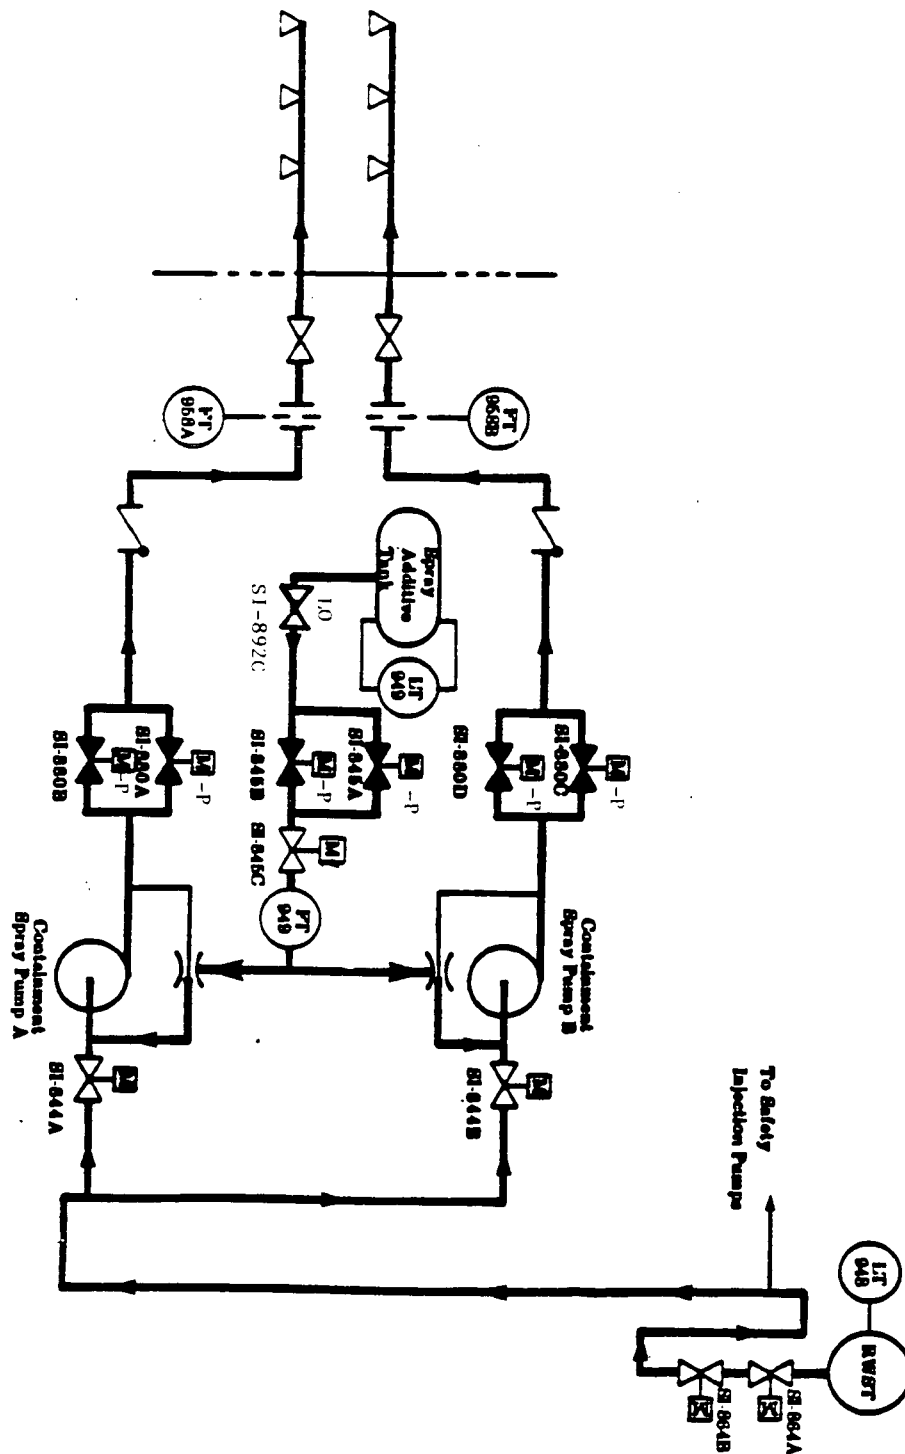 FT
958A
FT
958B
Spray
Additive
Tank
LT
949
LO
SI-892C
SI-880B
SI-880A
SI-845B
SI-845A
SI-880D
SI-880C
M
-P
M
-P
M
-P
M
-P
M
-P
M
-P
SI-845C
M
FT
949
Containment
Spray Pump A
Containment
Spray Pump B
SI-844A
M
SI-844B
M
To Safety
Injection Pumps
LT
948
RWST
SI-864A
M
SI-864B
M